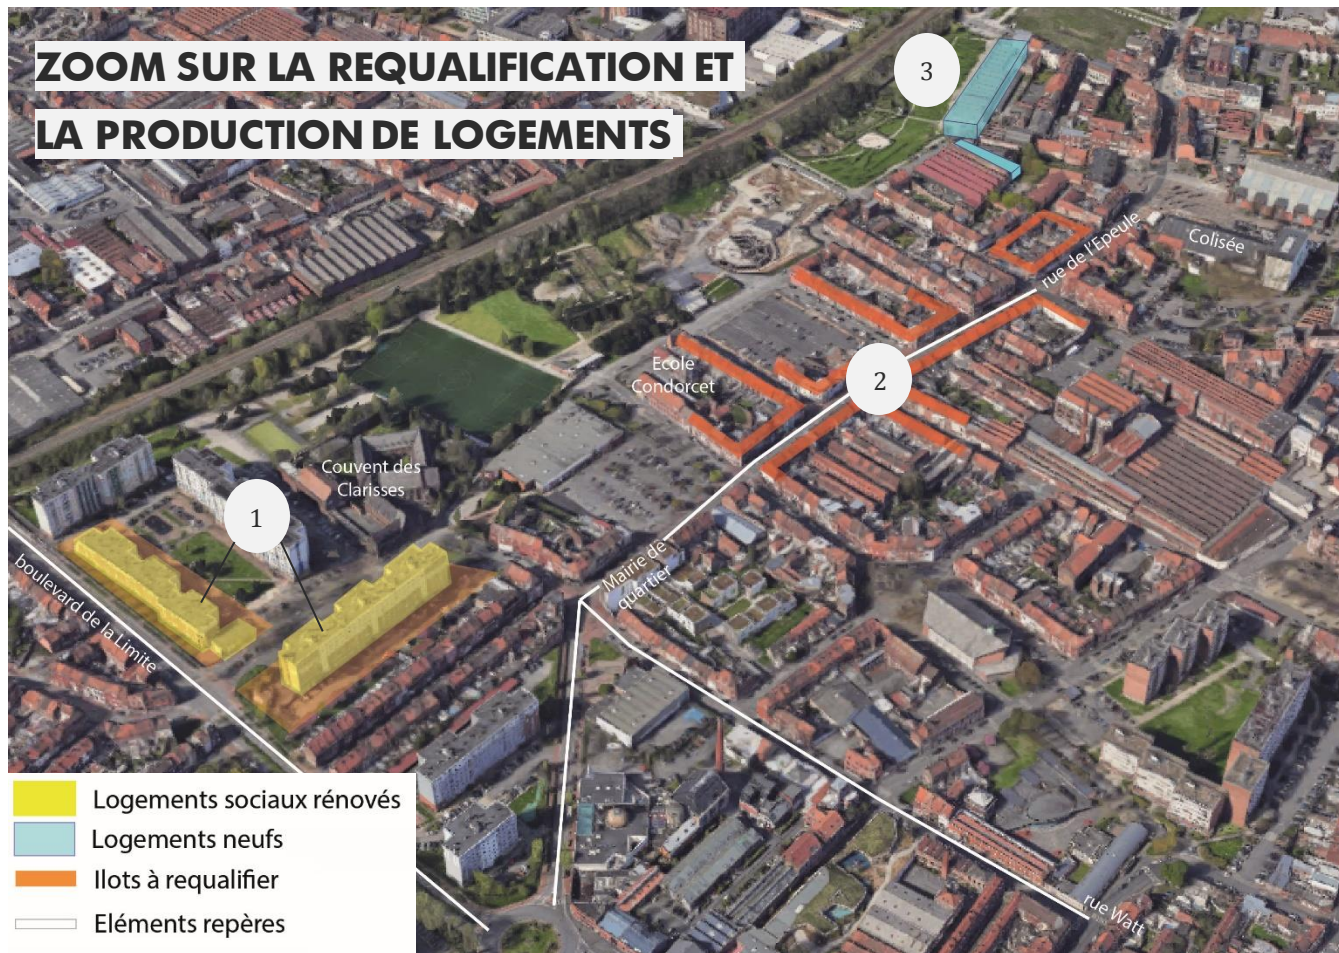 ZOOM SUR LA REQUALIFICATION ET
LA PRODUCTION DE LOGEMENTS
3
Colisée
rue de l'Epeule
Ecole
Condorcet
2
Couvent des
Clarisses
1
Mairie de
quartier
boulevard de la Limite
rue Watt
Logements sociaux rénovés
Logements neufs
Ilots à requalifier
Eléments repères